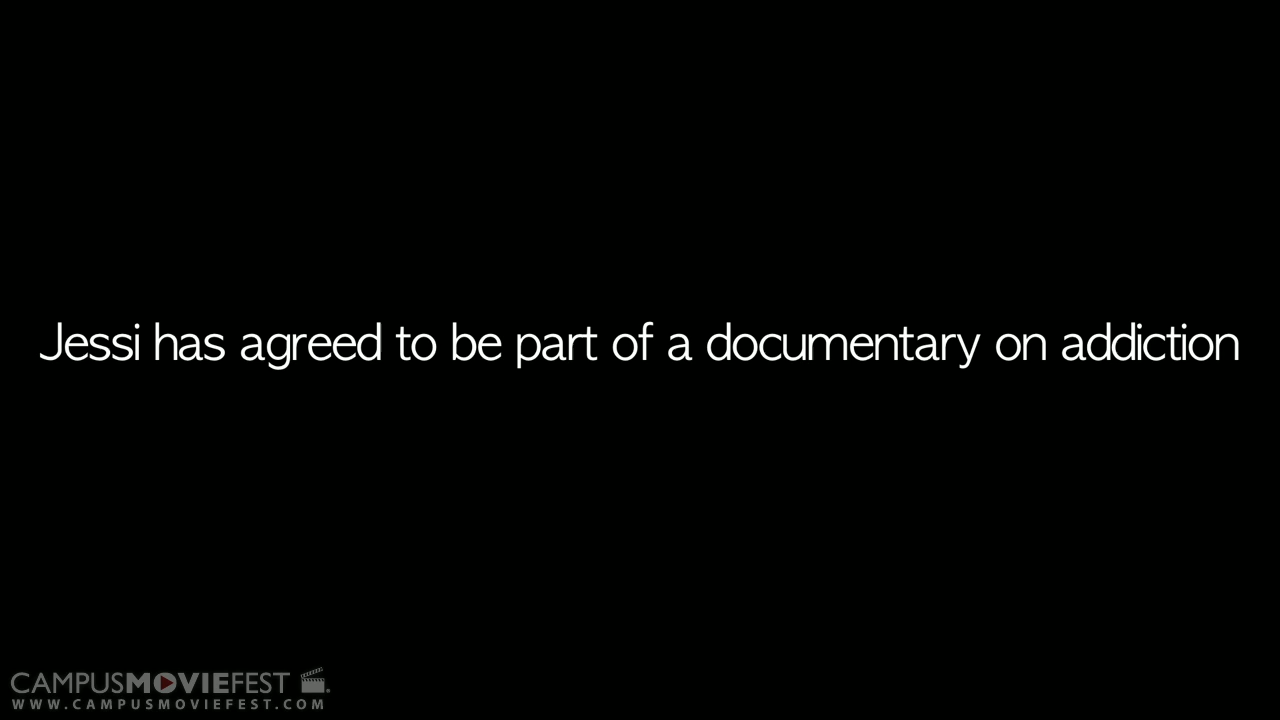 Jessi has agreed to be part of a documentary on addiction
CAMPUSMOVIEFEST
WWW.CAMPUSMOVIEFEST.COM